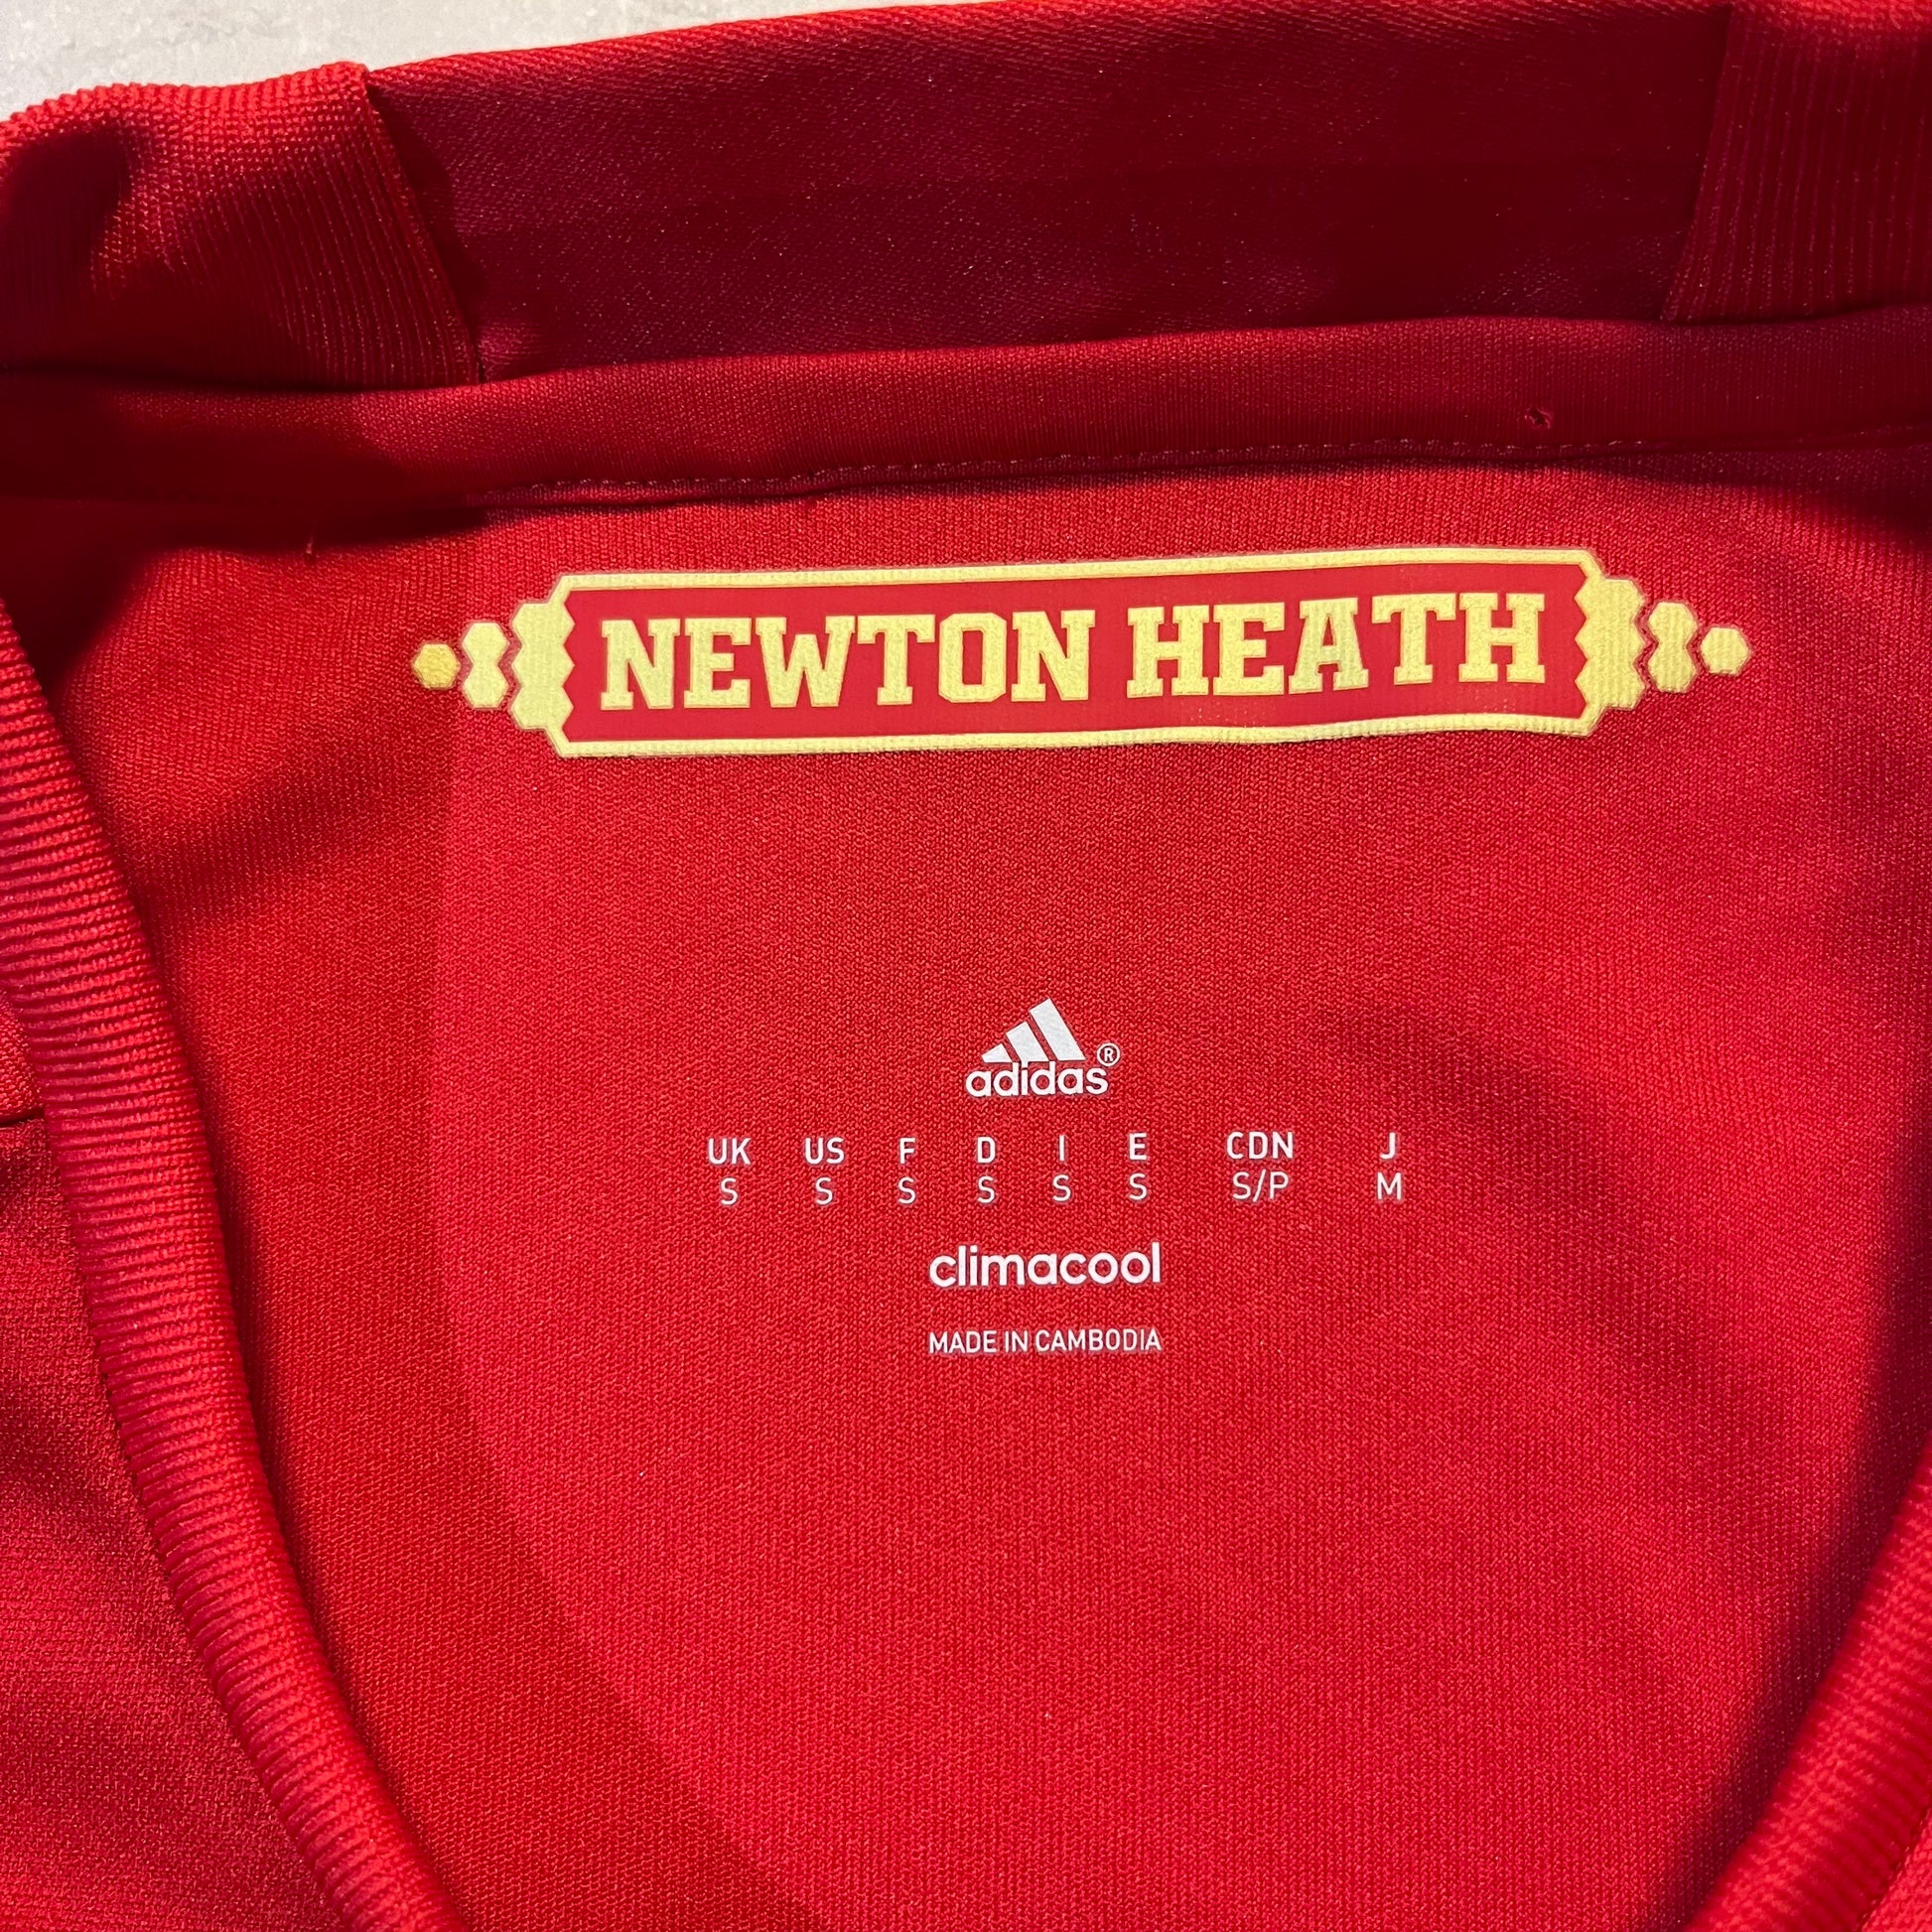 NEWTON HEATH
adidas®
UK US F D I E CDN J
S S S S S S S/P M
climacool
MADE IN CAMBODIA